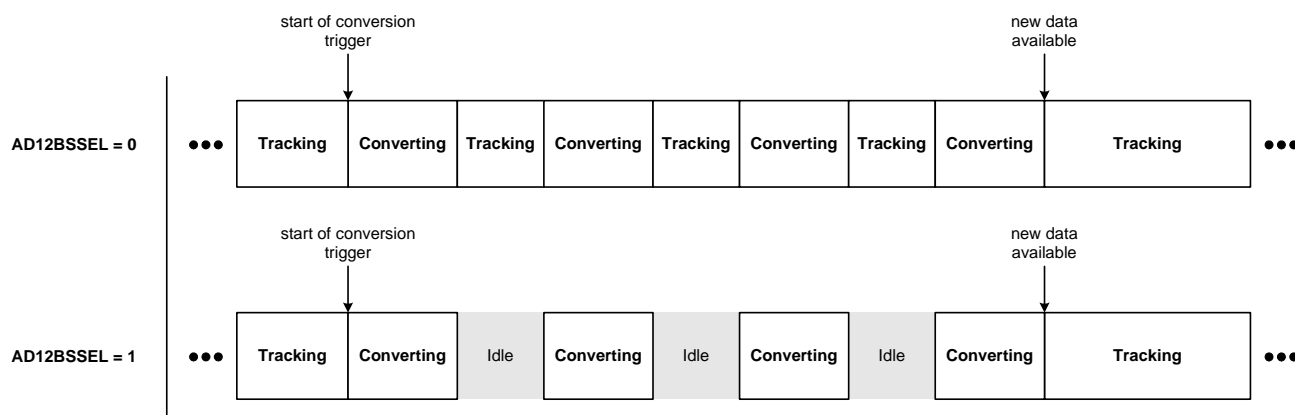 start of conversion
trigger
new data
available
AD12BSSEL = 0
••• Tracking Converting Tracking Converting Tracking Converting Tracking Converting Tracking •••
start of conversion
trigger
new data
available
AD12BSSEL = 1
••• Tracking Converting Idle Converting Idle Converting Idle Converting Tracking •••